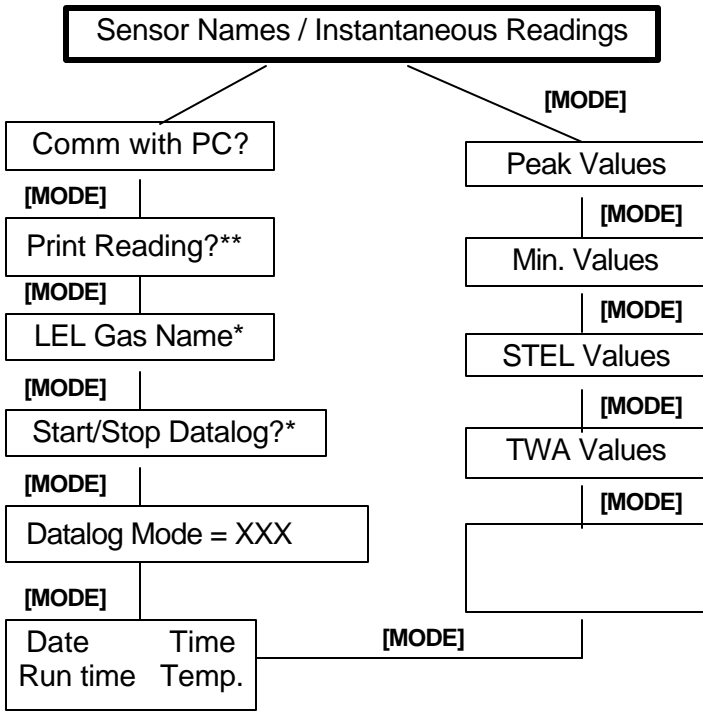 Sensor Names / Instantaneous Readings
[MODE]
Comm with PC?
Peak Values
[MODE]
[MODE]
Print Reading?**
Min. Values
[MODE]
[MODE]
LEL Gas Name*
STEL Values
[MODE]
[MODE]
Start/Stop Datalog?*
TWA Values
[MODE]
[MODE]
Datalog Mode = XXX
[MODE]
Date Time
[MODE]
Run time Temp.